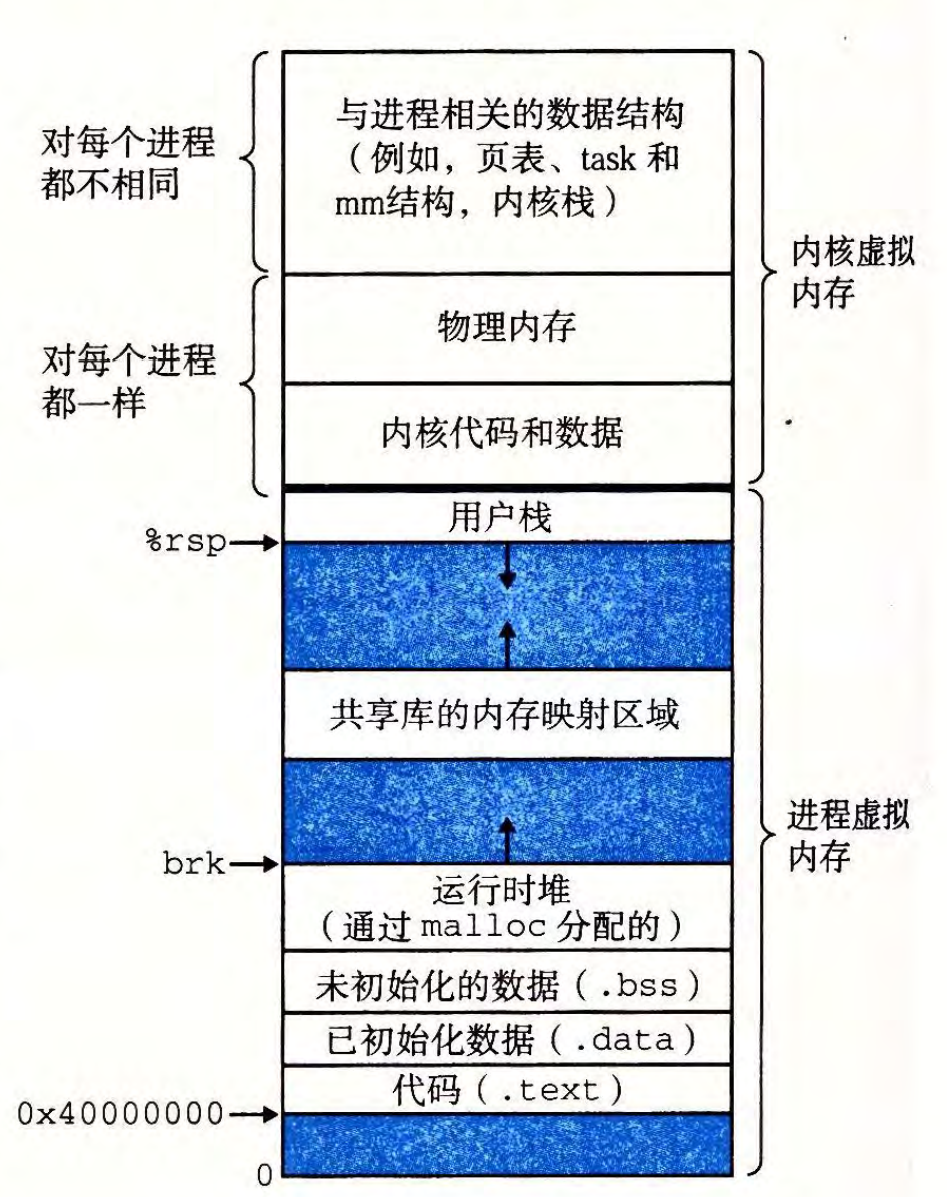 对每个进程
都不相同
与进程相关的数据结构
（例如，页表、task 和
mm结构，内核栈）
内核虚拟
内存
物理内存
对每个进程
都一样
内核代码和数据
用户栈
%rsp
共享库的内存映射区域
进程虚拟
内存
brk
运行时堆
（通过 malloc 分配的）
未初始化的数据（.bss）
已初始化数据（.data）
代码（.text）
0x40000000
0